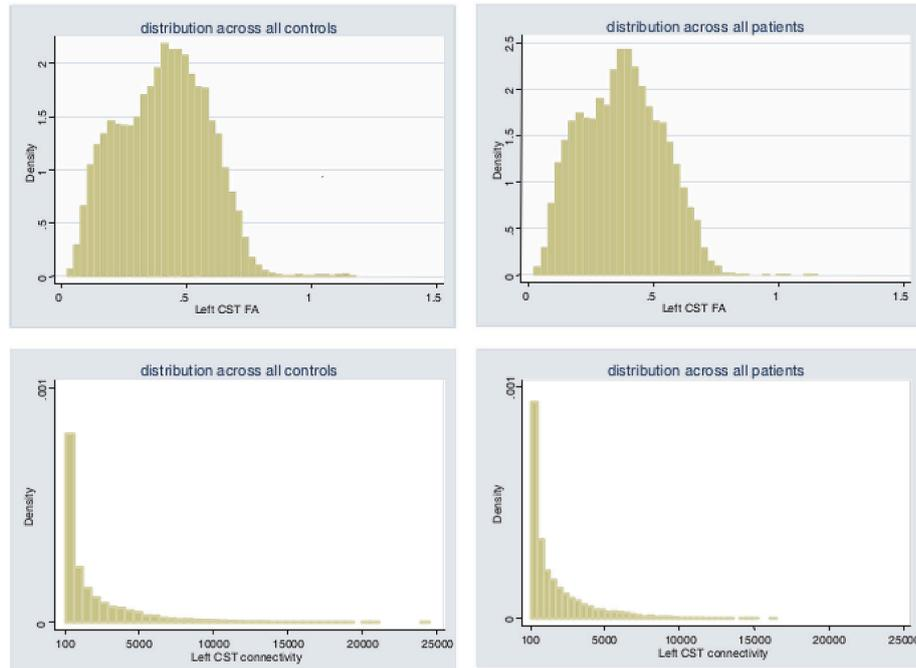 distribution across all controls
2
1.5
1
.5
0
Density
0
.5
1
1.5
Left CST FA
distribution across all patients
2.5
2
1.5
1
.5
0
Density
0
.5
1
1.5
Left CST FA
distribution across all controls
.001
0
Density
100
5000
10000
15000
20000
25000
Left CST connectivity
distribution across all patients
.001
0
Density
100
5000
10000
15000
20000
2500
Left CST connectivity